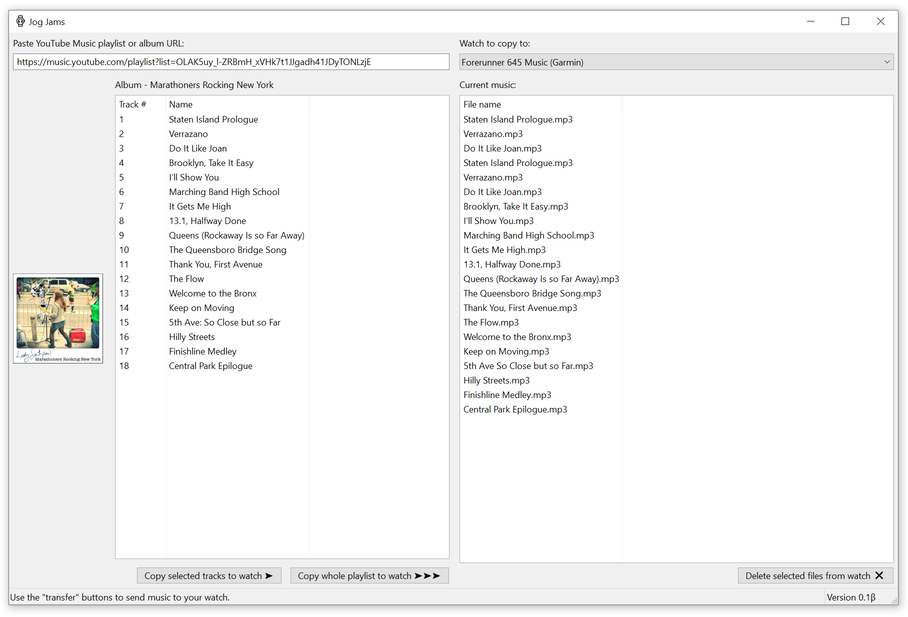 Jog Jams
Paste YouTube Music playlist or album URL:
https://music.youtube.com/playlist?list=OLAK5uy_l-ZRBmH_xVHk7t1JJgadh41JDyTONLzjE
Album - Marathoners Rocking New York
Track # Name
1 Staten Island Prologue
2 Verrazano
3 Do It Like Joan
4 Brooklyn, Take It Easy
5 I'll Show You
6 Marching Band High School
7 It Gets Me High
8 13.1, Halfway Done
9 Queens (Rockaway Is so Far Away)
10 The Queensboro Bridge Song
11 Thank You, First Avenue
12 The Flow
13 Welcome to the Bronx
14 Keep on Moving
15 5th Ave: So Close but so Far
16 Hilly Streets
17 Finishline Medley
18 Central Park Epilogue
Marathoners Rocking New York
Copy selected tracks to watch ➤
Copy whole playlist to watch ➤➤➤
Watch to copy to:
Forerunner 645 Music (Garmin)
Current music:
File name
Staten Island Prologue.mp3
Verrazano.mp3
Do It Like Joan.mp3
Staten Island Prologue.mp3
Verrazano.mp3
Do It Like Joan.mp3
Brooklyn, Take It Easy.mp3
I'll Show You.mp3
Marching Band High School.mp3
It Gets Me High.mp3
13.1, Halfway Done.mp3
Queens (Rockaway Is so Far Away).mp3
The Queensboro Bridge Song.mp3
Thank You, First Avenue.mp3
The Flow.mp3
Welcome to the Bronx.mp3
Keep on Moving.mp3
5th Ave So Close but so Far.mp3
Hilly Streets.mp3
Finishline Medley.mp3
Central Park Epilogue.mp3
Delete selected files from watch ✕
Use the "transfer" buttons to send music to your watch.
Version 0.1β